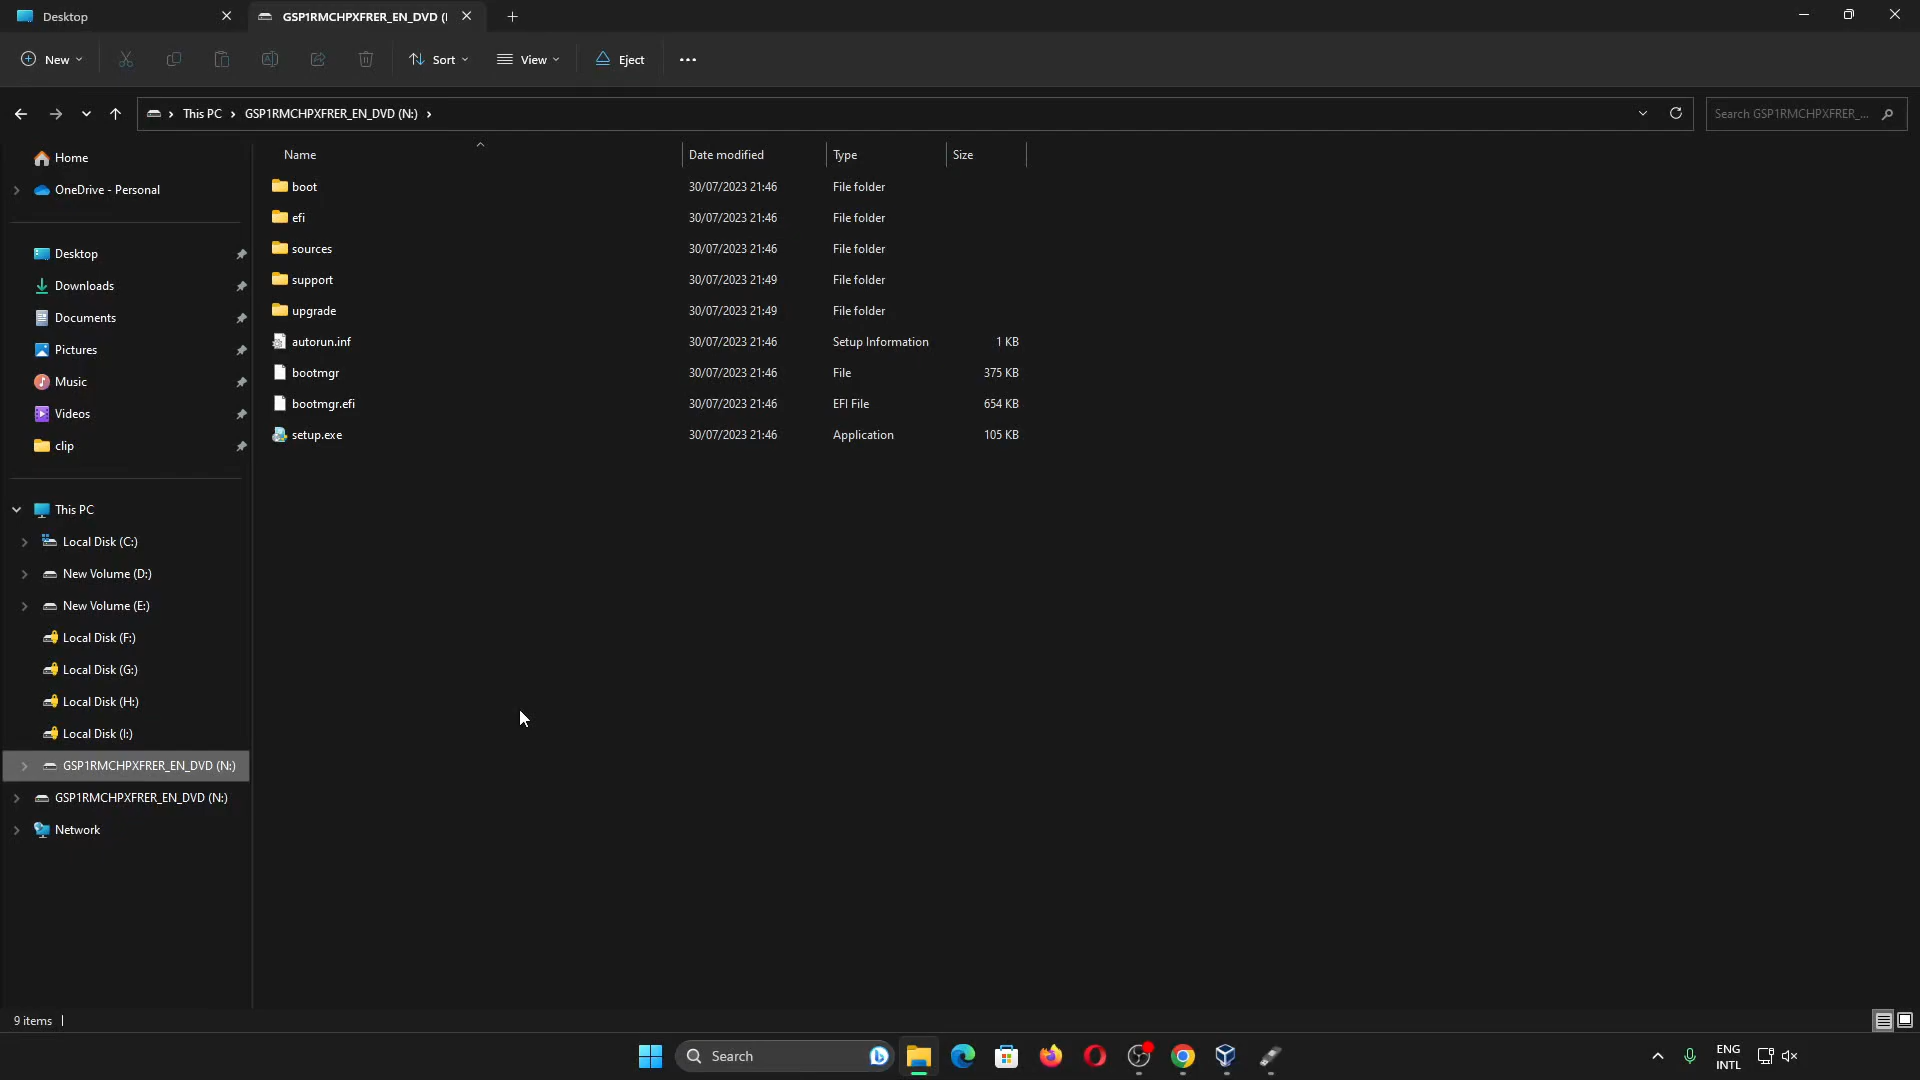 Desktop
GSP1RMCHPXFRER_EN_DVD (
New
Sort
View
Eject
This PC
GSP1RMCHPXFRER_EN_DVD (N:)
Search GSP1RMCHPXFRER_...
Name Date modified Type Size
boot 30/07/2023 21:46 File folder
efi 30/07/2023 21:46 File folder
sources 30/07/2023 21:46 File folder
support 30/07/2023 21:49 File folder
upgrade 30/07/2023 21:49 File folder
autorun.inf 30/07/2023 21:46 Setup Information 1 KB
bootmgr 30/07/2023 21:46 File 375 KB
bootmgr.efi 30/07/2023 21:46 EFI File 654 KB
setup.exe 30/07/2023 21:46 Application 105 KB
Home
OneDrive - Personal
Desktop
Downloads
Documents
Pictures
Music
Videos
clip
This PC
Local Disk (C:)
New Volume (D:)
New Volume (E:)
Local Disk (F:)
Local Disk (G:)
Local Disk (H:)
Local Disk (I:)
GSP1RMCHPXFRER_EN_DVD (N:)
GSP1RMCHPXFRER_EN_DVD (N:)
Network
9 items
Search
ENG
INTL